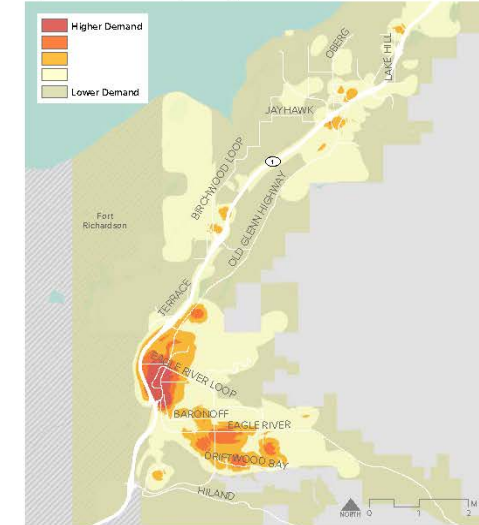 Higher Demand
Lower Demand
OBERG
LAKE HILL
JAYHAWK
1
BIRCHWOOD LOOP
OLD GLENN HIGHWAY
Fort
Richardson
TERRACE
EAGLE RIVER LOOP
BARONOFF
EAGLE RIVER
DRIFTWOOD BAY
HILAND
NORTH
0 1 2
M